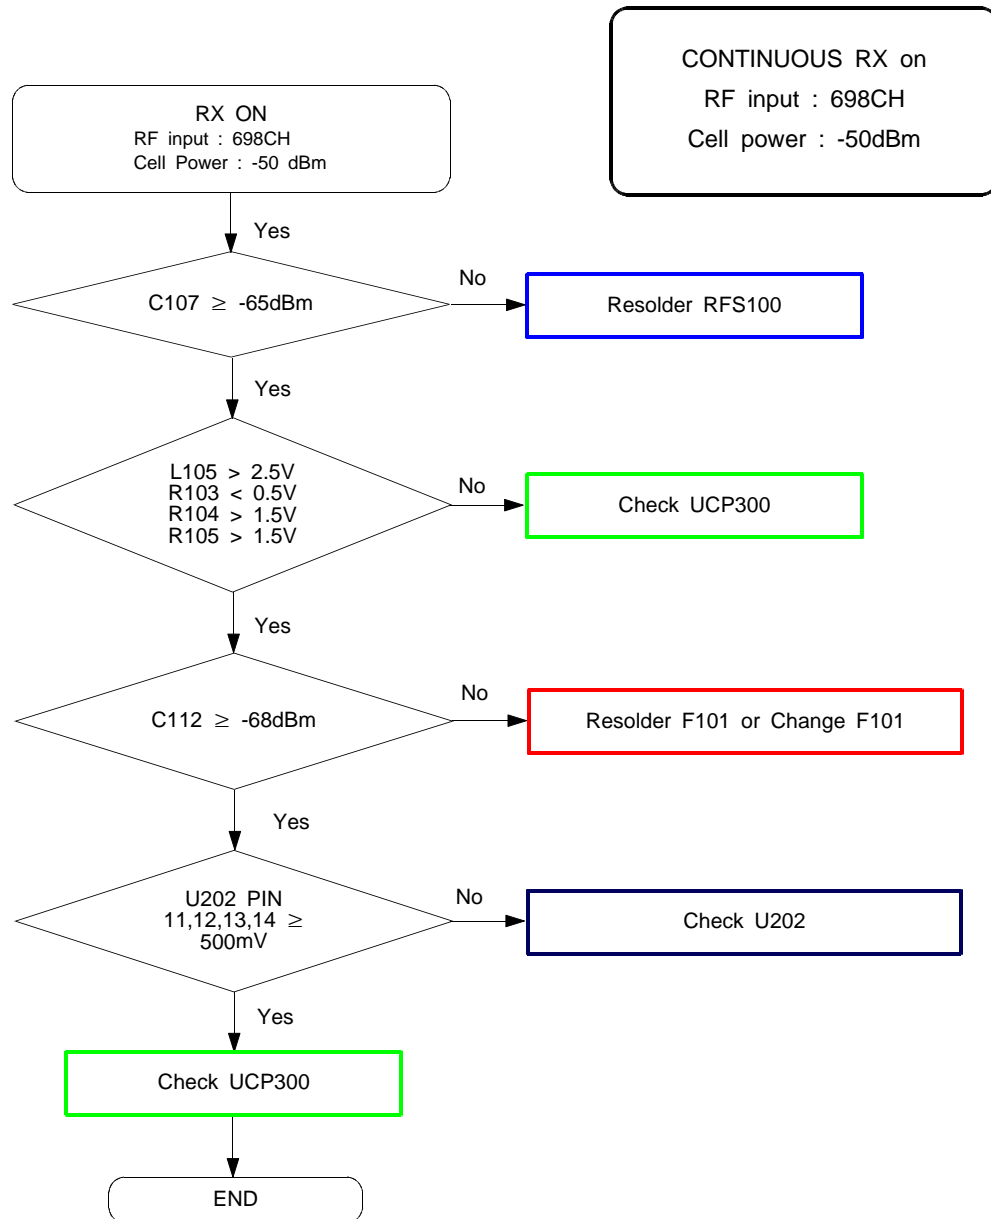 CONTINUOUS RX on
RF input : 698CH
Cell power : -50dBm
RX ON
RF input : 698CH
Cell Power : -50 dBm
Yes
C107 ≥ -65dBm
No
Resolder RFS100
Yes
L105 > 2.5V
R103 < 0.5V
R104 > 1.5V
R105 > 1.5V
No
Check UCP300
Yes
C112 ≥ -68dBm
No
Resolder F101 or Change F101
Yes
U202 PIN
11,12,13,14 ≥
500mV
No
Check U202
Yes
Check UCP300
END